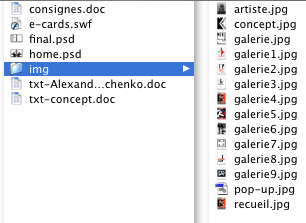 consignes.doc
e-cards.swf
final.psd
home.psd
img
txt-Alexand...chenko.doc
txt-concept.doc
artiste.jpg
concept.jpg
galerie.jpg
galerie1.jpg
galerie2.jpg
galerie3.jpg
galerie4.jpg
galerie5.jpg
galerie6.jpg
galerie7.jpg
galerie8.jpg
galerie9.jpg
pop-up.jpg
recueil.jpg